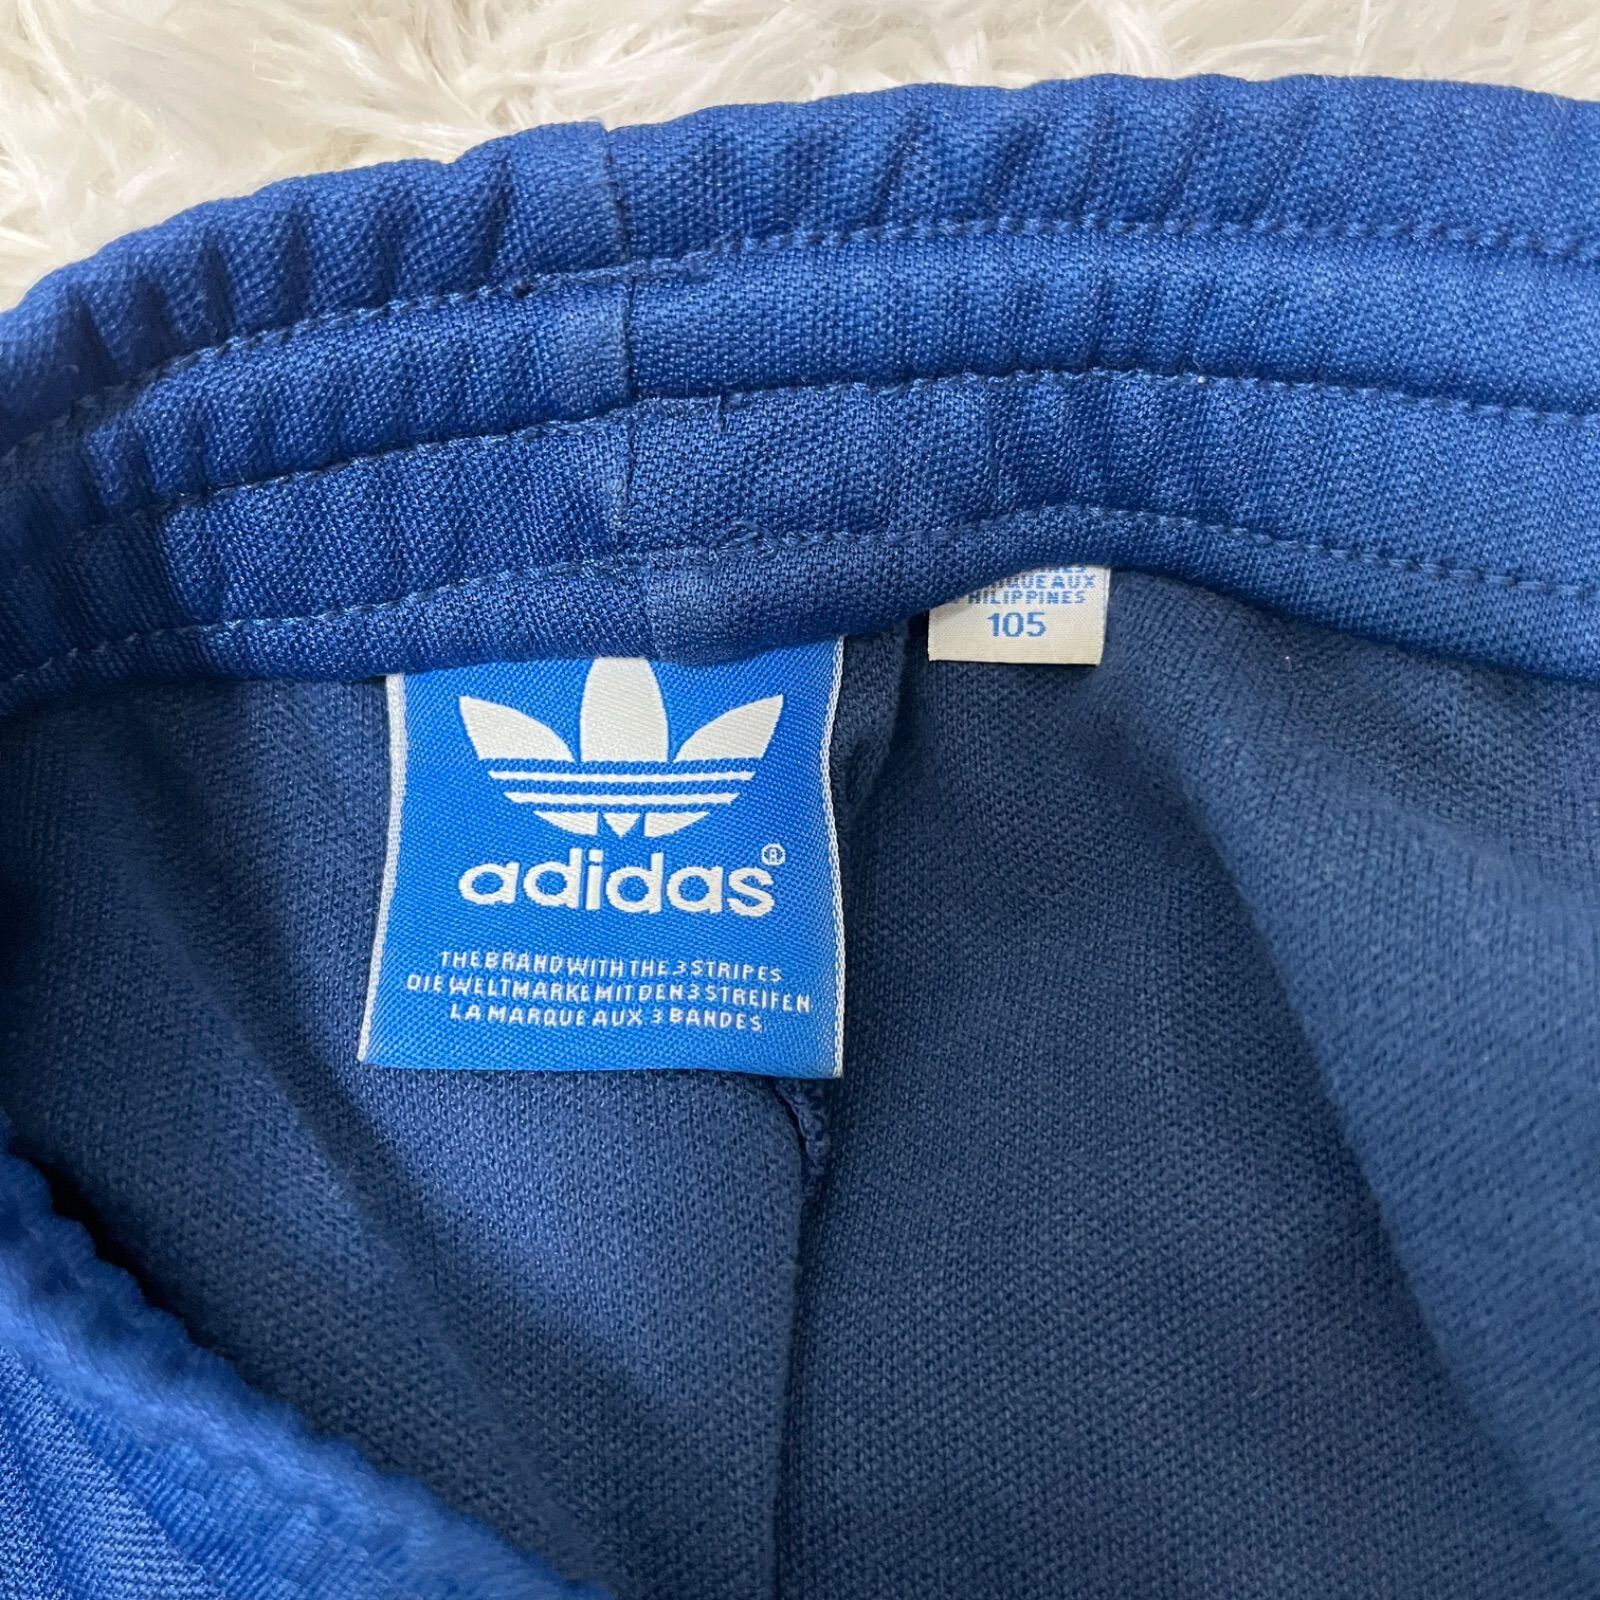 adidas®
THE BRAND WITH THE 3 STRIPES
DIE WELTMARKE MIT DEN 3 STREIFEN
LA MARQUE AUX 3 BANDES
PHILIPPINES
105